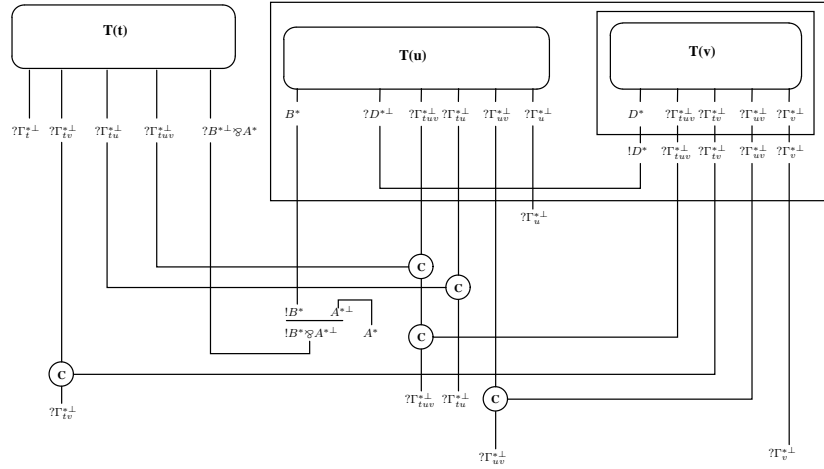 T(t)
T(u)
T(v)
B* ?D*⊥ ?Γ*⊥tuv ?Γ*⊥tu ?Γ*⊥uv ?Γ*⊥u D* ?Γ*⊥tuv ?Γ*⊥tv ?Γ*⊥uv ?Γ*⊥v
?Γ*⊥t ?Γ*⊥tv ?Γ*⊥tu ?Γ*⊥tuv ?B*⊥⅋A*
!D* ?Γ*⊥tuv ?Γ*⊥tv ?Γ*⊥uv ?Γ*⊥v
?Γ*⊥u
C
C
!B* A*⊥
!B*⅋A*⊥ A*
C
C
?Γ*⊥tuv ?Γ*⊥tu C
?Γ*⊥tv
?Γ*⊥uv ?Γ*⊥v